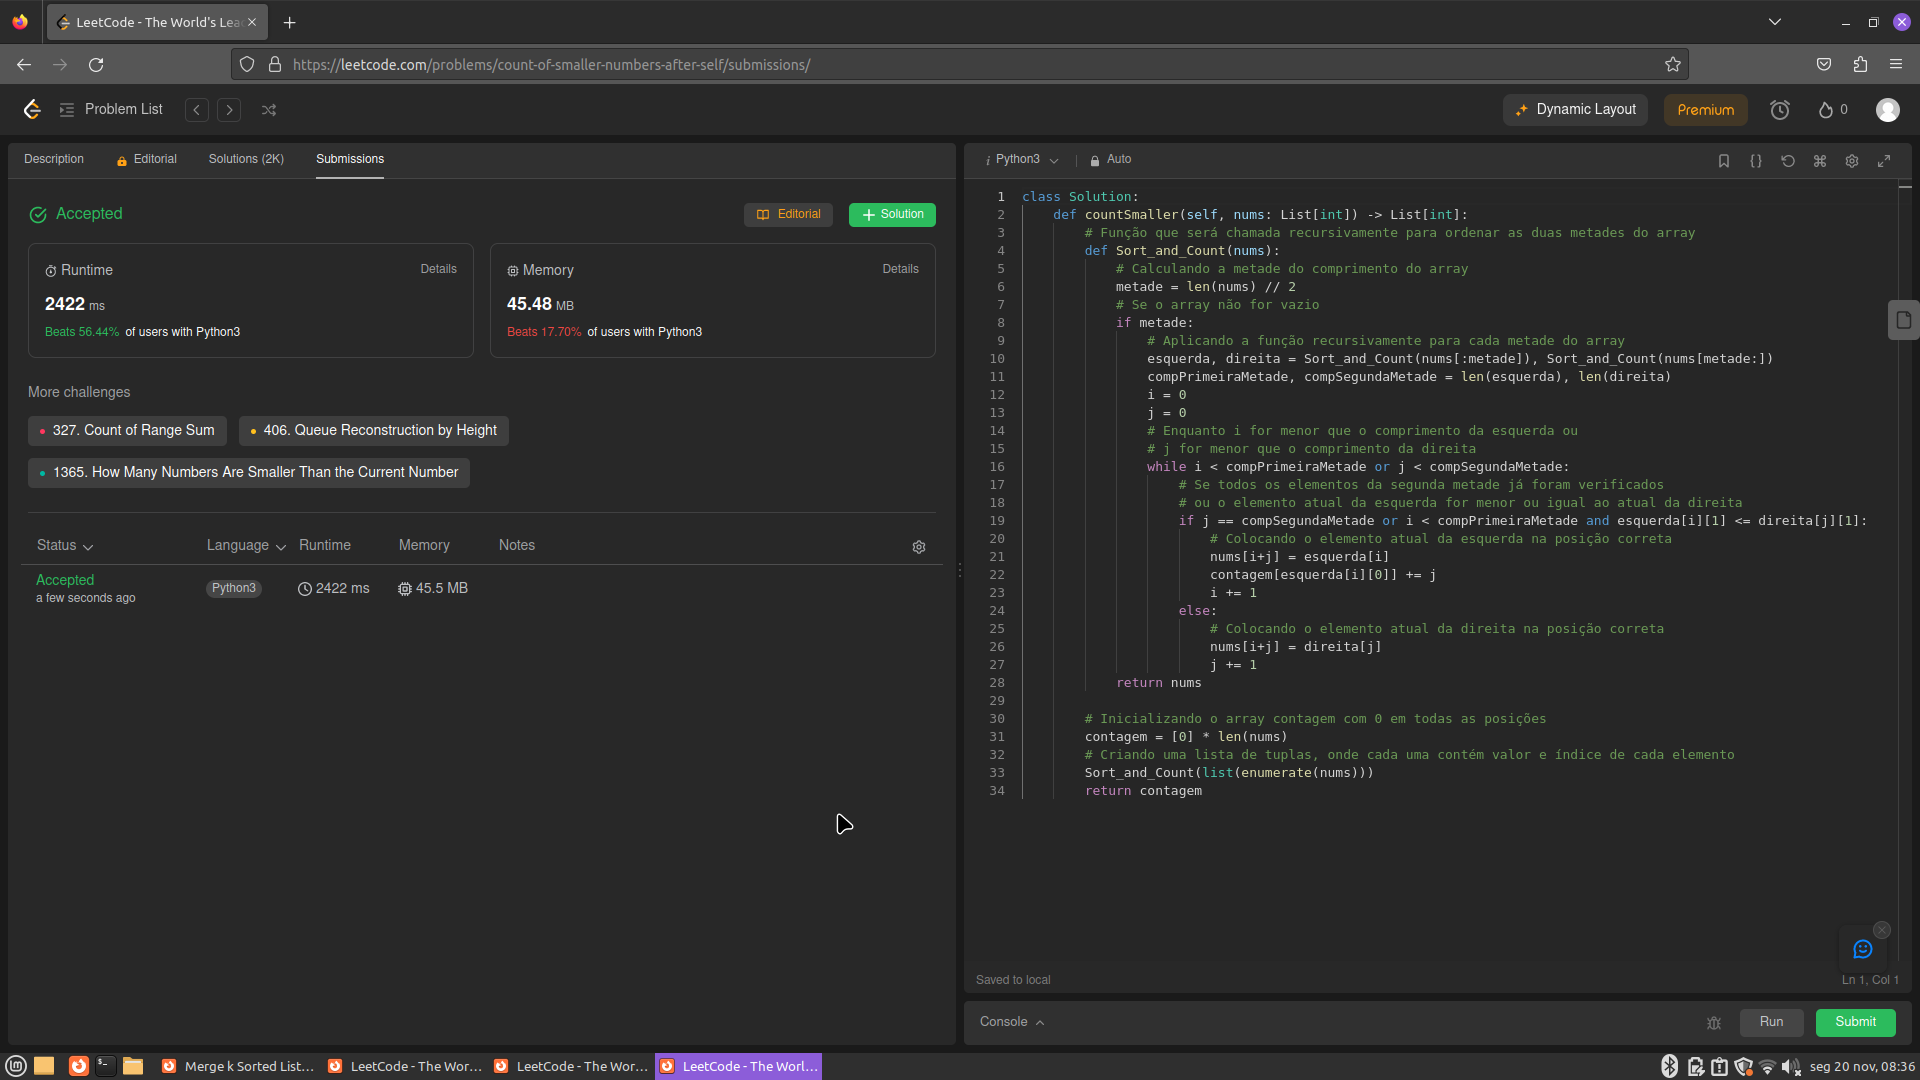 LeetCode - The World's Lea
https://leetcode.com/problems/count-of-smaller-numbers-after-self/submissions/
Problem List
Dynamic Layout
Premium
0
Description
Editorial
Solutions (2K)
Submissions
Accepted
Editorial
Solution
Runtime
Details
2422 ms
Beats 56.44% of users with Python3
Memory
Details
45.48 MB
Beats 17.70% of users with Python3
More challenges
327. Count of Range Sum
406. Queue Reconstruction by Height
1365. How Many Numbers Are Smaller Than the Current Number
Status Language Runtime Memory Notes
Accepted
a few seconds ago
Python3
2422 ms
45.5 MB
i Python3
Auto
1 class Solution:
2 def countSmaller(self, nums: List[int]) -> List[int]:
3 # Função que será chamada recursivamente para ordenar as duas metades do array
4 def Sort_and_Count(nums):
5 # Calculando a metade do comprimento do array
6 metade = len(nums) // 2
7 # Se o array não for vazio
8 if metade:
9 # Aplicando a função recursivamente para cada metade do array
10 esquerda, direita = Sort_and_Count(nums[:metade]), Sort_and_Count(nums[metade:])
11 compPrimeiraMetade, compSegundaMetade = len(esquerda), len(direita)
12 i = 0
13 j = 0
14 # Enquanto i for menor que o comprimento da esquerda ou
15 # j for menor que o comprimento da direita
16 while i < compPrimeiraMetade or j < compSegundaMetade:
17 # Se todos os elementos da segunda metade já foram verificados
18 # ou o elemento atual da esquerda for menor ou igual ao atual da direita
19 if j == compSegundaMetade or i < compPrimeiraMetade and esquerda[i][1] <= direita[j][1]:
20 # Colocando o elemento atual da esquerda na posição correta
21 nums[i+j] = esquerda[i]
22 contagem[esquerda[i][0]] += j
23 i += 1
24 else:
25 # Colocando o elemento atual da direita na posição correta
26 nums[i+j] = direita[j]
27 j += 1
28 return nums
29
30 # Inicializando o array contagem com 0 em todas as posições
31 contagem = [0] * len(nums)
32 # Criando uma lista de tuplas, onde cada uma contém valor e índice de cada elemento
33 Sort_and_Count(list(enumerate(nums)))
34 return contagem
Saved to local
Ln 1, Col 1
Console
Run
Submit
Merge k Sorted List...
LeetCode - The Wor...
LeetCode - The Wor...
LeetCode - The Worl...
seg 20 nov, 08:36